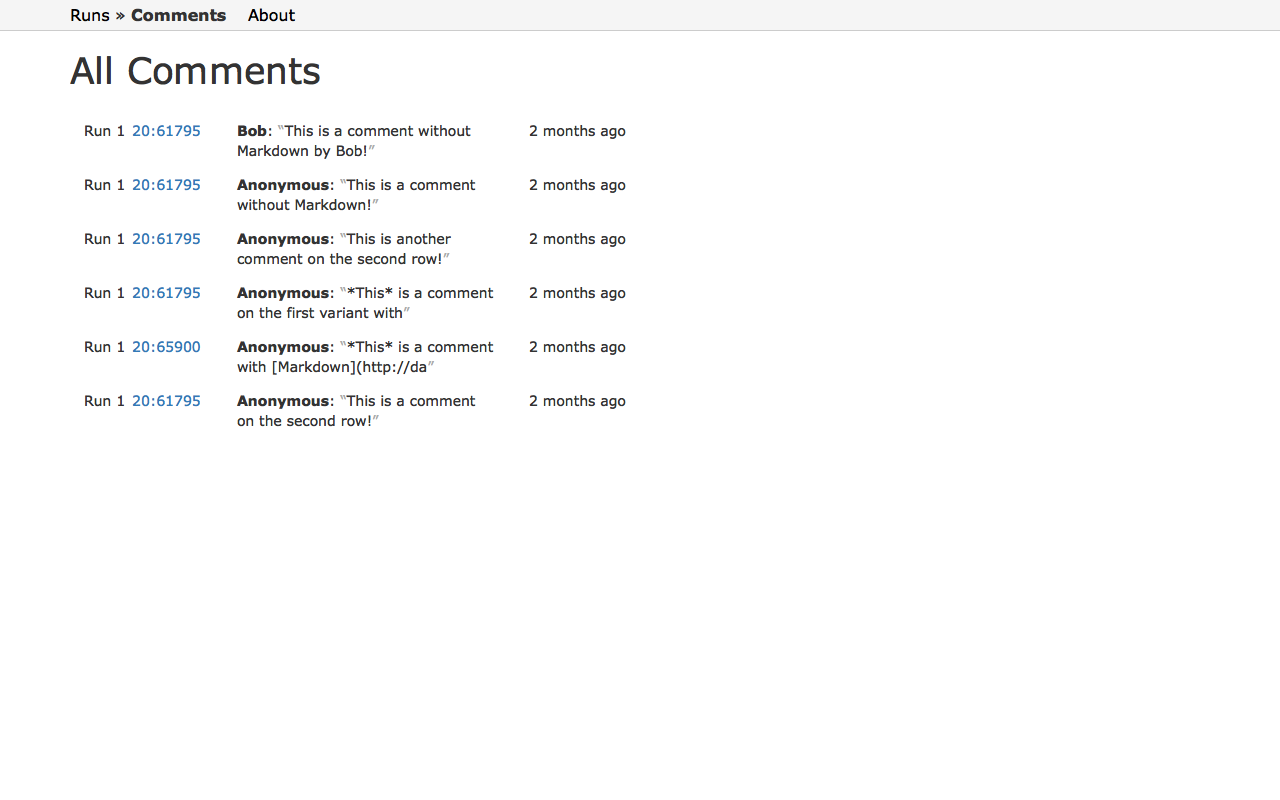 Runs » Comments About
All Comments
Run 1 20:61795 Bob: “This is a comment without 2 months ago
Markdown by Bob!”
Run 1 20:61795 Anonymous: “This is a comment 2 months ago
without Markdown!”
Run 1 20:61795 Anonymous: “This is another 2 months ago
comment on the second row!”
Run 1 20:61795 Anonymous: “*This* is a comment 2 months ago
on the first variant with”
Run 1 20:65900 Anonymous: “*This* is a comment 2 months ago
with [Markdown](http://da”
Run 1 20:61795 Anonymous: “This is a comment 2 months ago
on the second row!”